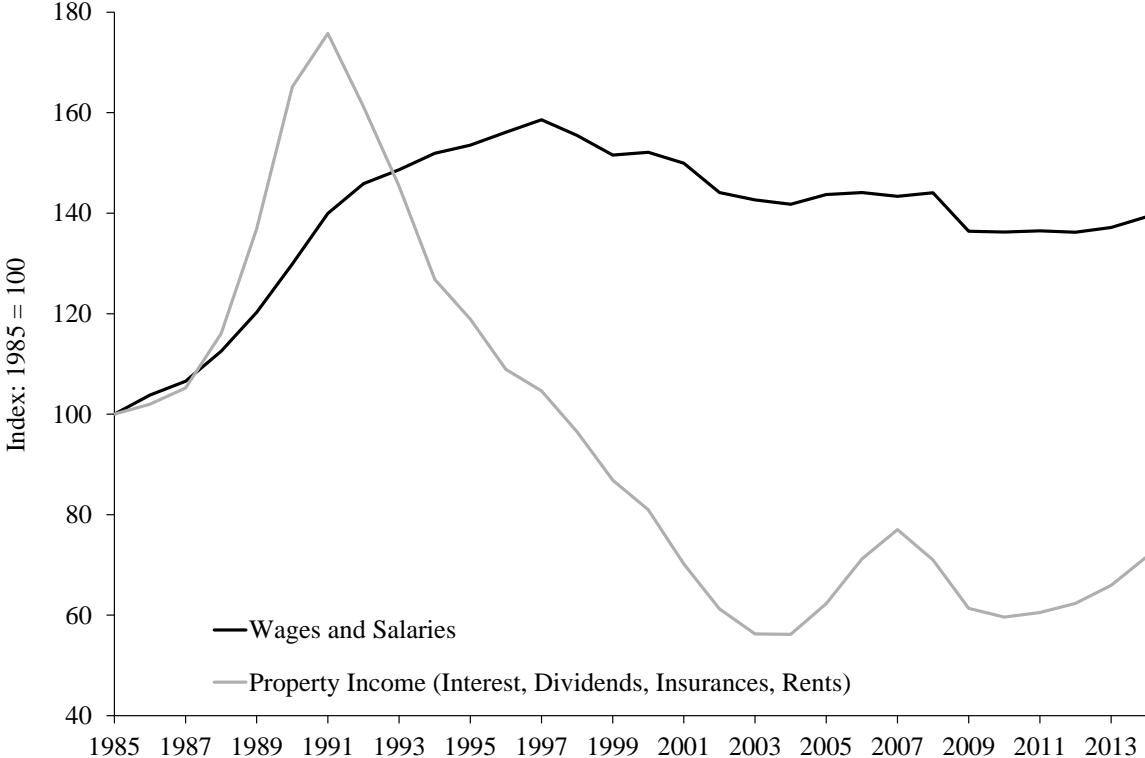 180
160
140
120
100
80
60
40
Index: 1985 = 100
Wages and Salaries
Property Income (Interest, Dividends, Insurances, Rents)
1985 1987 1989 1991 1993 1995 1997 1999 2001 2003 2005 2007 2009 2011 2013